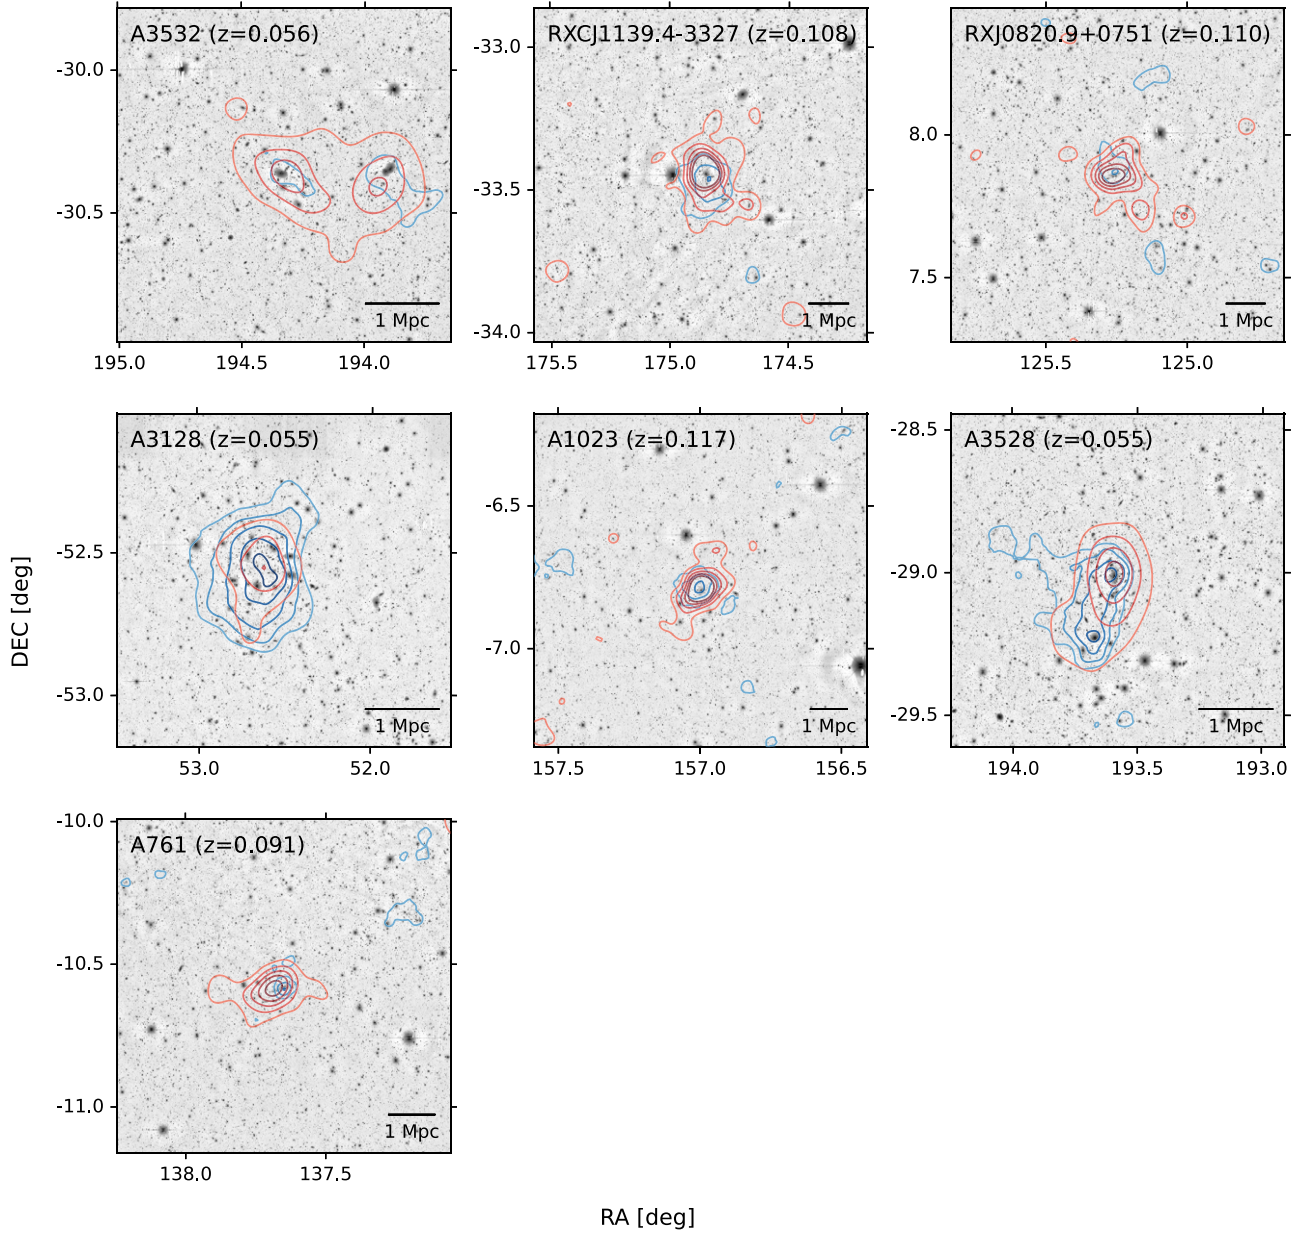 A3532 (z=0.056)
-30.0
-30.5
1 Mpc
195.0 194.5 194.0
RXCJ1139.4-3327 (z=0.108)
-33.0
-33.5
-34.0
1 Mpc
175.5 175.0 174.5
RXJ0820.9+0751 (z=0.110)
8.0
7.5
1 Mpc
125.5 125.0
A3128 (z=0.055)
-52.5
-53.0
1 Mpc
53.0 52.0
A1023 (z=0.117)
-6.5
-7.0
1 Mpc
157.5 157.0 156.5
A3528 (z=0.055)
-28.5
-29.0
-29.5
1 Mpc
194.0 193.5 193.0
DEC [deg]
A761 (z=0.091)
-10.0
-10.5
-11.0
1 Mpc
138.0 137.5
RA [deg]